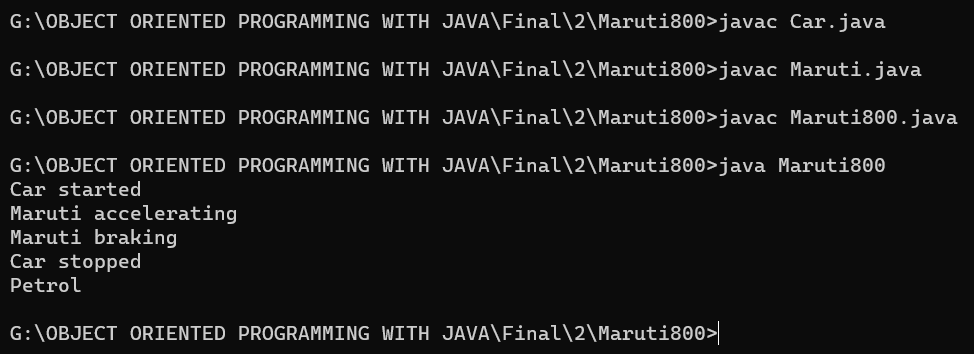 G:\OBJECT ORIENTED PROGRAMMING WITH JAVA\Final\2\Maruti800>javac Car.java
G:\OBJECT ORIENTED PROGRAMMING WITH JAVA\Final\2\Maruti800>javac Maruti.java
G:\OBJECT ORIENTED PROGRAMMING WITH JAVA\Final\2\Maruti800>javac Maruti800.java
G:\OBJECT ORIENTED PROGRAMMING WITH JAVA\Final\2\Maruti800>java Maruti800
Car started
Maruti accelerating
Maruti braking
Car stopped
Petrol
G:\OBJECT ORIENTED PROGRAMMING WITH JAVA\Final\2\Maruti800>